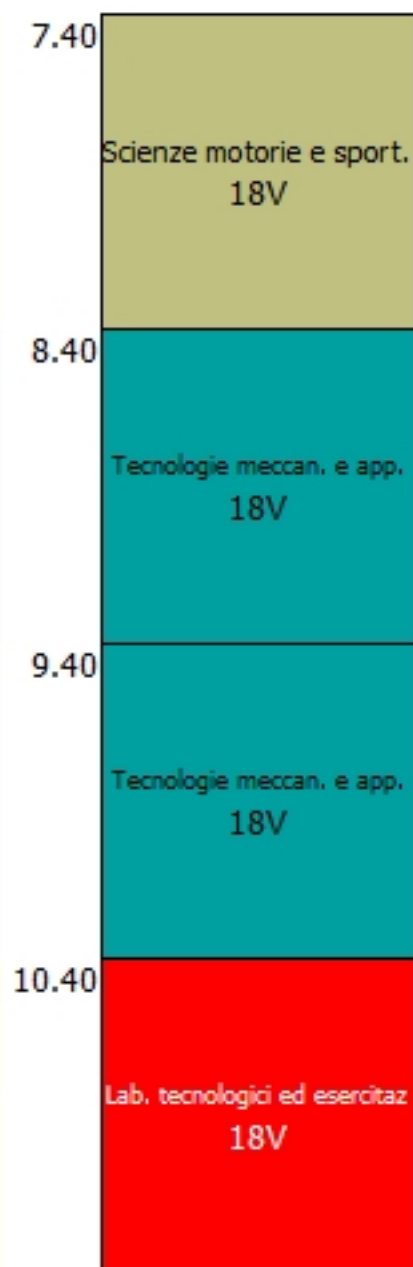 7.40
Scienze motorie e sport.
18V
8.40
Tecnologie meccan. e app.
18V
9.40
Tecnologie meccan. e app.
18V
10.40
Lab. tecnologici ed esercitaz
18V